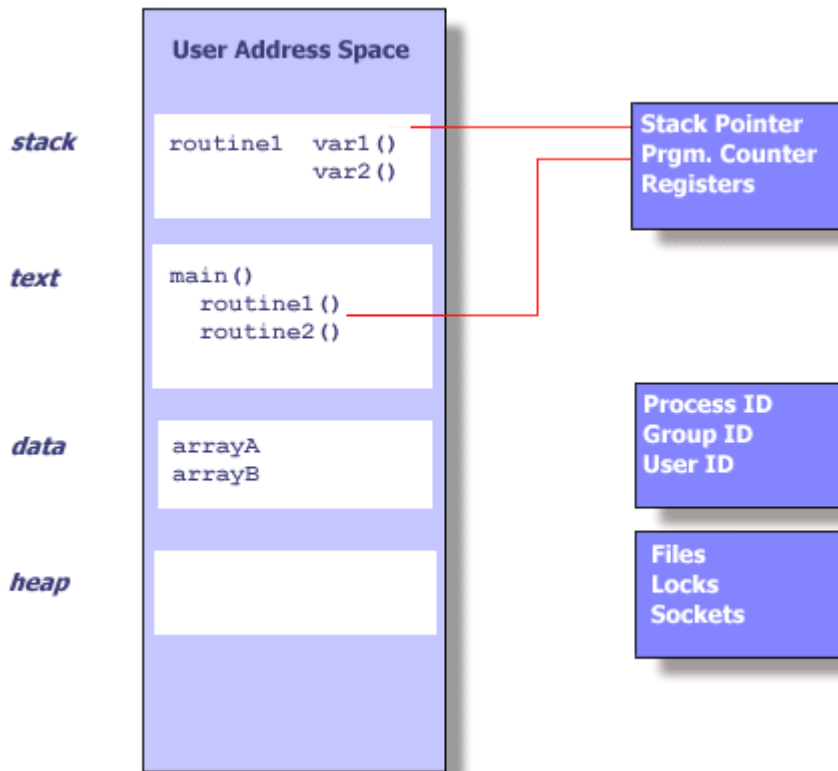 User Address Space
stack
routine1 var1()
var2()
text
main()
routine1()
routine2()
data
arrayA
arrayB
heap
Stack Pointer
Prgm. Counter
Registers
Process ID
Group ID
User ID
Files
Locks
Sockets